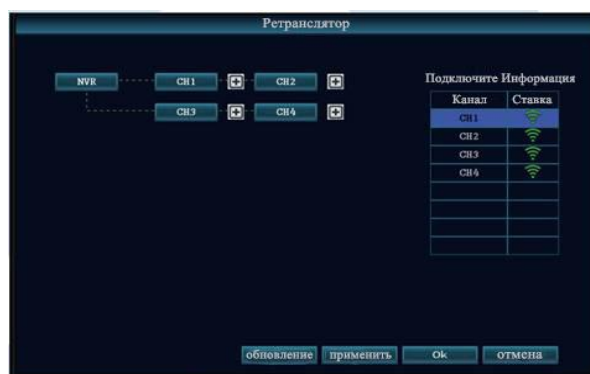 Ретранслятор
NVR CH1 CH2
CH3 CH4
Подключите Информация
Канал Ставка
CH1
CH2
CH3
CH4
обновление применить Ok отмена